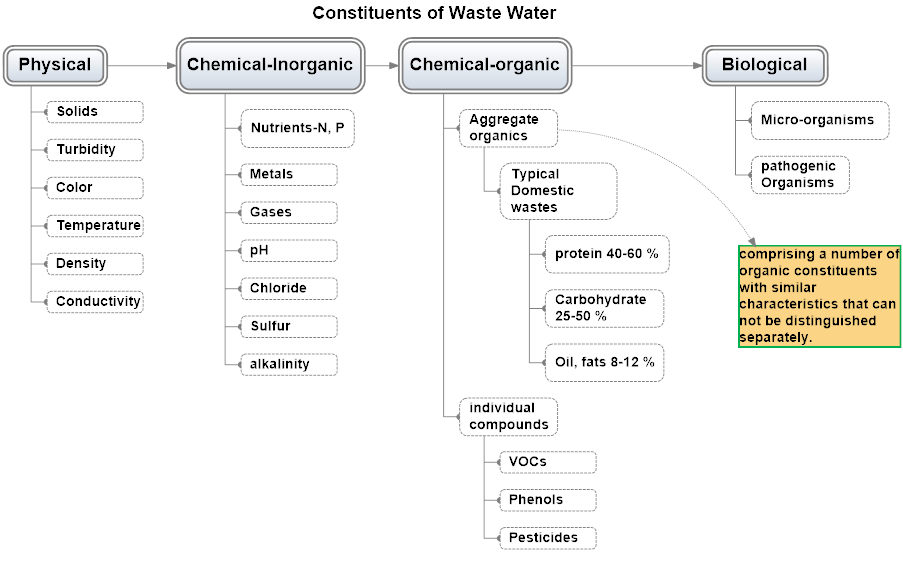 Constituents of Waste Water
Physical
Chemical-Inorganic
Chemical-organic
Biological
Solids
Turbidity
Color
Temperature
Density
Conductivity
Nutrients-N, P
Metals
Gases
pH
Chloride
Sulfur
alkalinity
Aggregate
organics
Typical
Domestic
wastes
protein 40-60 %
Carbohydrate
25-50 %
Oil, fats 8-12 %
individual
compounds
VOCs
Phenols
Pesticides
Micro-organisms
pathogenic
Organisms
comprising a number of
organic constituents
with similar
characteristics that can
not be distinguished
separately.